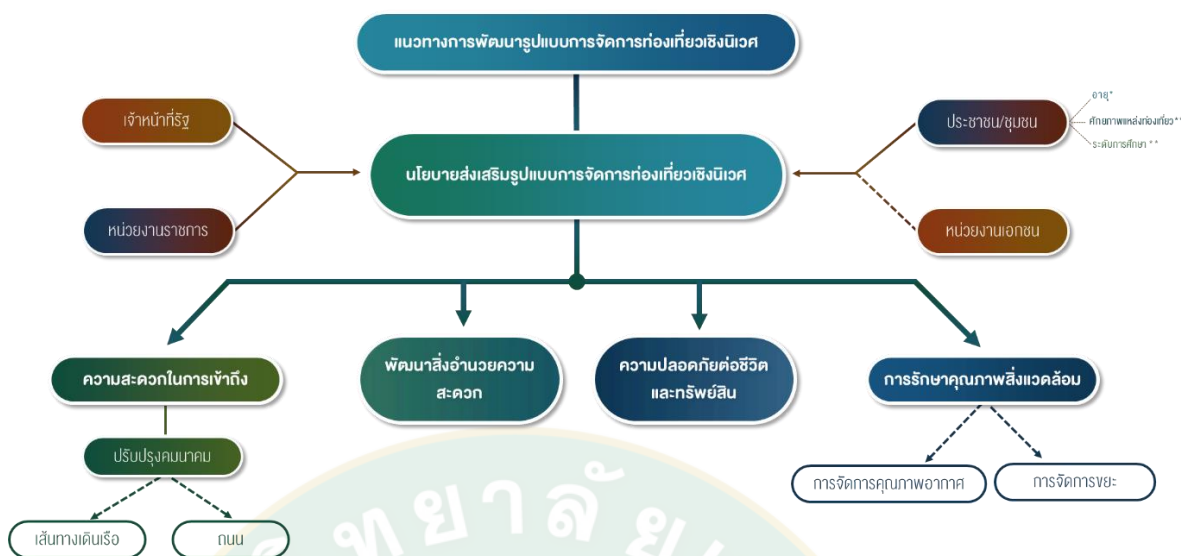 แนวทางการพัฒนารูปแบบการจัดการท่องเที่ยวเชิงนิเวศ
เจ้าหน้าที่รัฐ
ประชาชน/ชุมชน
อายุ*
ศักยภาพแหล่งท่องเที่ยว**
ระดับการศึกษา **
นโยบายส่งเสริมรูปแบบการจัดการท่องเที่ยวเชิงนิเวศ
หน่วยงานราชการ
หน่วยงานเอกชน
ความสะดวกในการเข้าถึง
พัฒนาสิ่งอำนวยความ
สะดวก
ความปลอดภัยต่อชีวิต
และทรัพย์สิน
การรักษาคุณภาพสิ่งแวดล้อม
ปรับปรุงคมนาคม
การจัดการคุณภาพอากาศ
การจัดการขยะ
เส้นทางเดินเรือ
ถนน